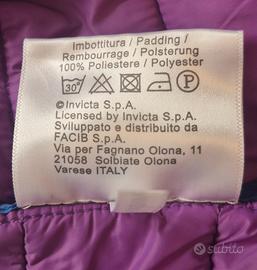 Imbottitura / Padding /
Rembourrage / Polsterung
100% Poliestere / Polyester
30° P
©Invicta S.p.A.
Licensed by Invicta S.p.A.
Sviluppato e distribuito da
FACIB S.p.A.
Via per Fagnano Olona, 11
21058 Solbiate Olona
Varese ITALY
subito